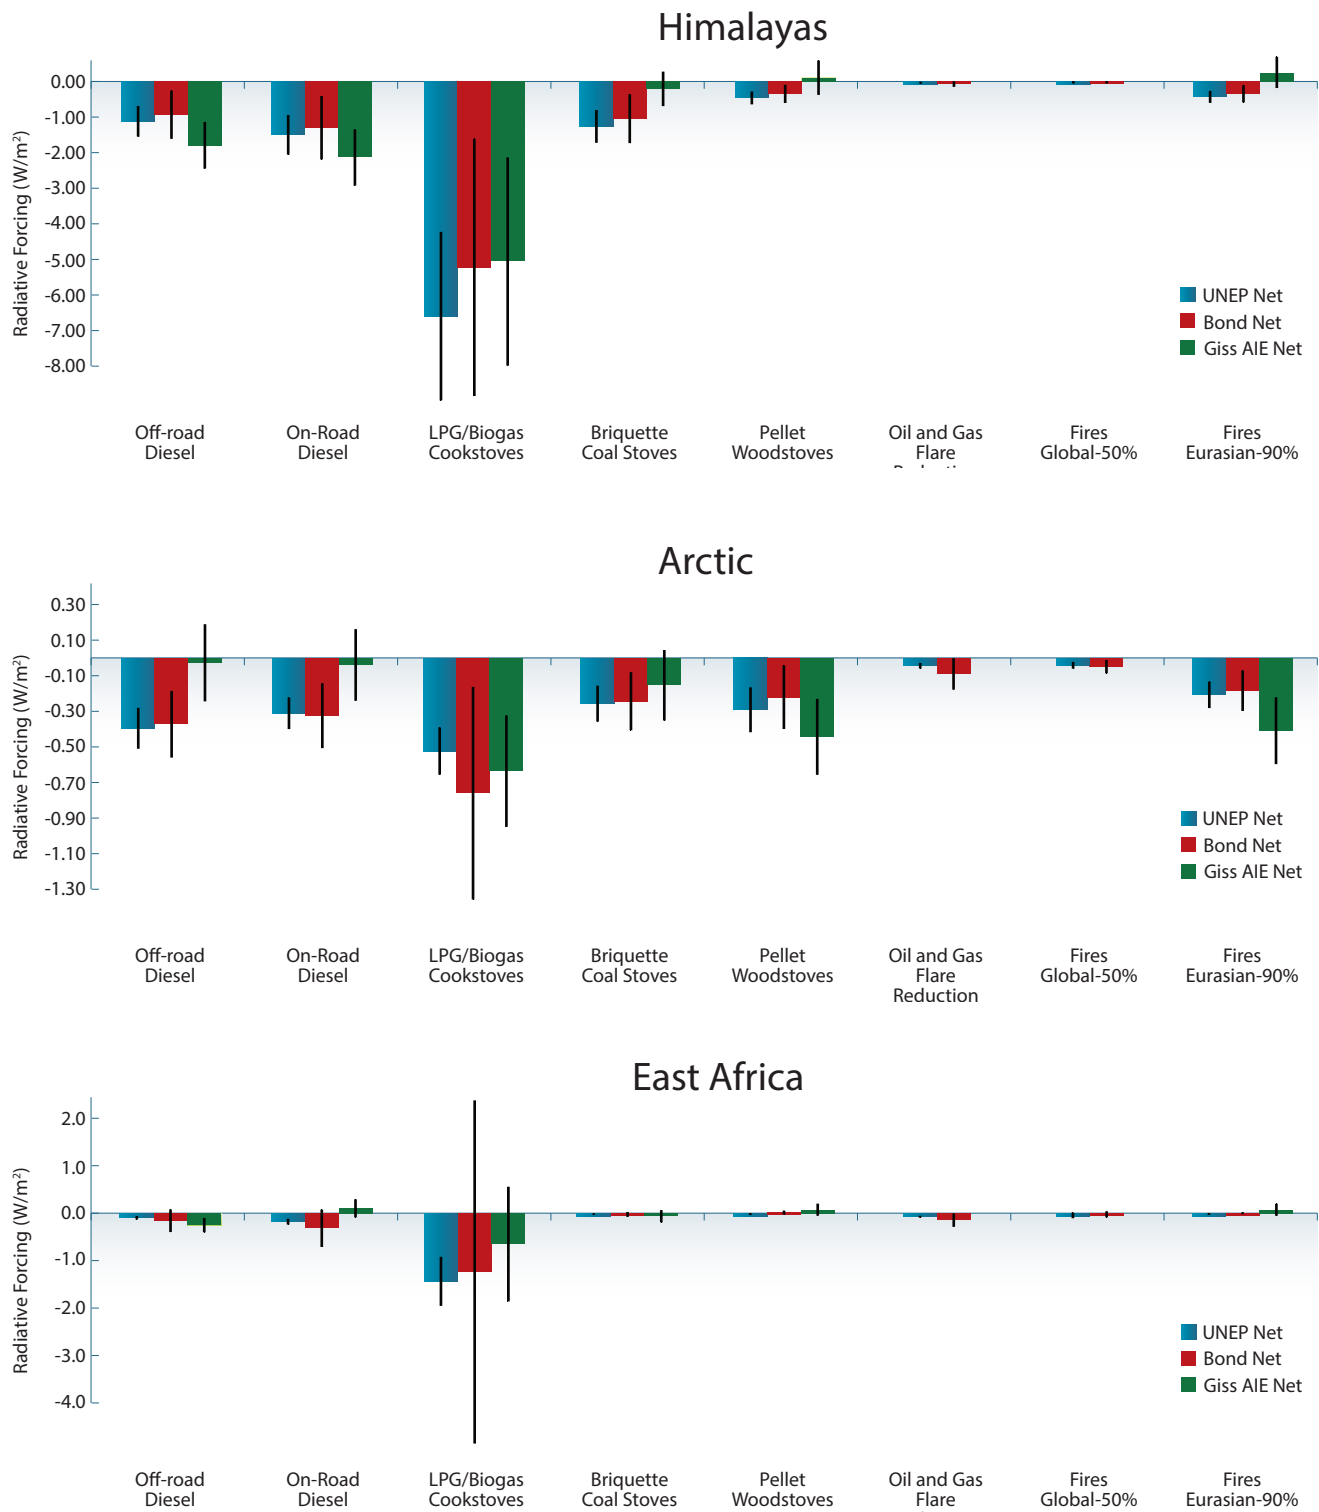 Himalayas
Radiative Forcing (W/m²)
0.00
-1.00
-2.00
-3.00
-4.00
-5.00
-6.00
-7.00
-8.00
UNEP Net
Bond Net
Giss AIE Net
Off-road On-Road LPG/Biogas Briquette Pellet Oil and Gas Fires Fires
Diesel Diesel Cookstoves Coal Stoves Woodstoves Flare Global-50% Eurasian-90%
Arctic
Radiative Forcing (W/m²)
0.30
0.10
-0.10
-0.30
-0.50
-0.70
-0.90
-1.10
-1.30
UNEP Net
Bond Net
Giss AIE Net
Off-road On-Road LPG/Biogas Briquette Pellet Oil and Gas Fires Fires
Diesel Diesel Cookstoves Coal Stoves Woodstoves Flare Global-50% Eurasian-90%
Reduction
East Africa
Radiative Forcing (W/m²)
2.0
1.0
0.0
-1.0
-2.0
-3.0
-4.0
UNEP Net
Bond Net
Giss AIE Net
Off-road On-Road LPG/Biogas Briquette Pellet Oil and Gas Fires Fires
Diesel Diesel Cookstoves Coal Stoves Woodstoves Flare Global-50% Eurasian-90%